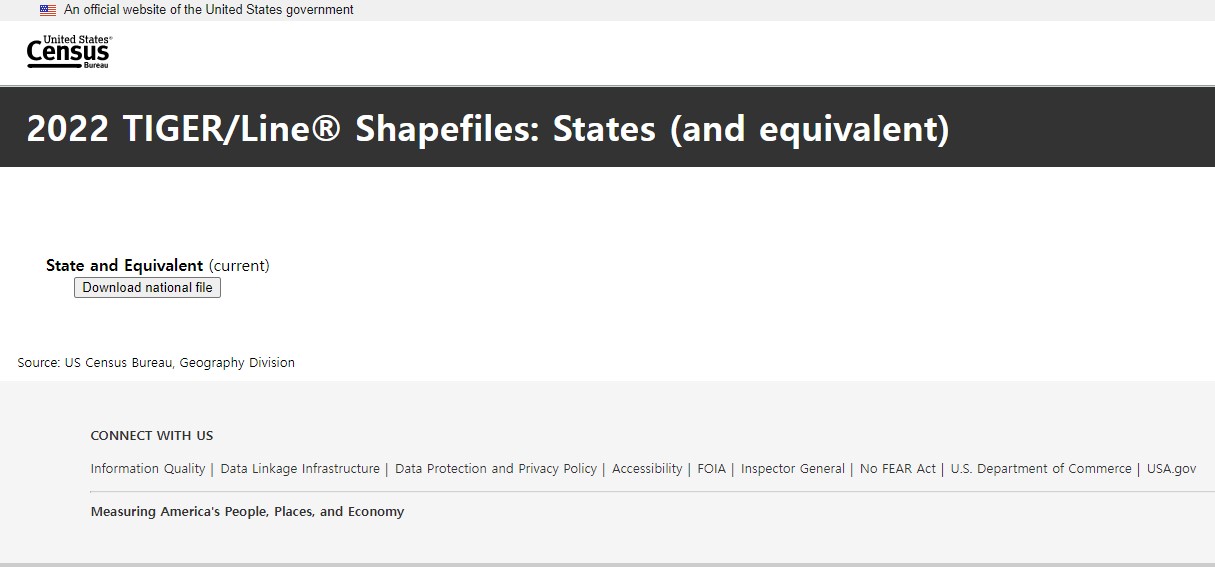 An official website of the United States government
United States®
Census
Bureau
2022 TIGER/Line® Shapefiles: States (and equivalent)
State and Equivalent (current)
Download national file
Source: US Census Bureau, Geography Division
CONNECT WITH US
Information Quality | Data Linkage Infrastructure | Data Protection and Privacy Policy | Accessibility | FOIA | Inspector General | No FEAR Act | U.S. Department of Commerce | USA.gov
Measuring America's People, Places, and Economy